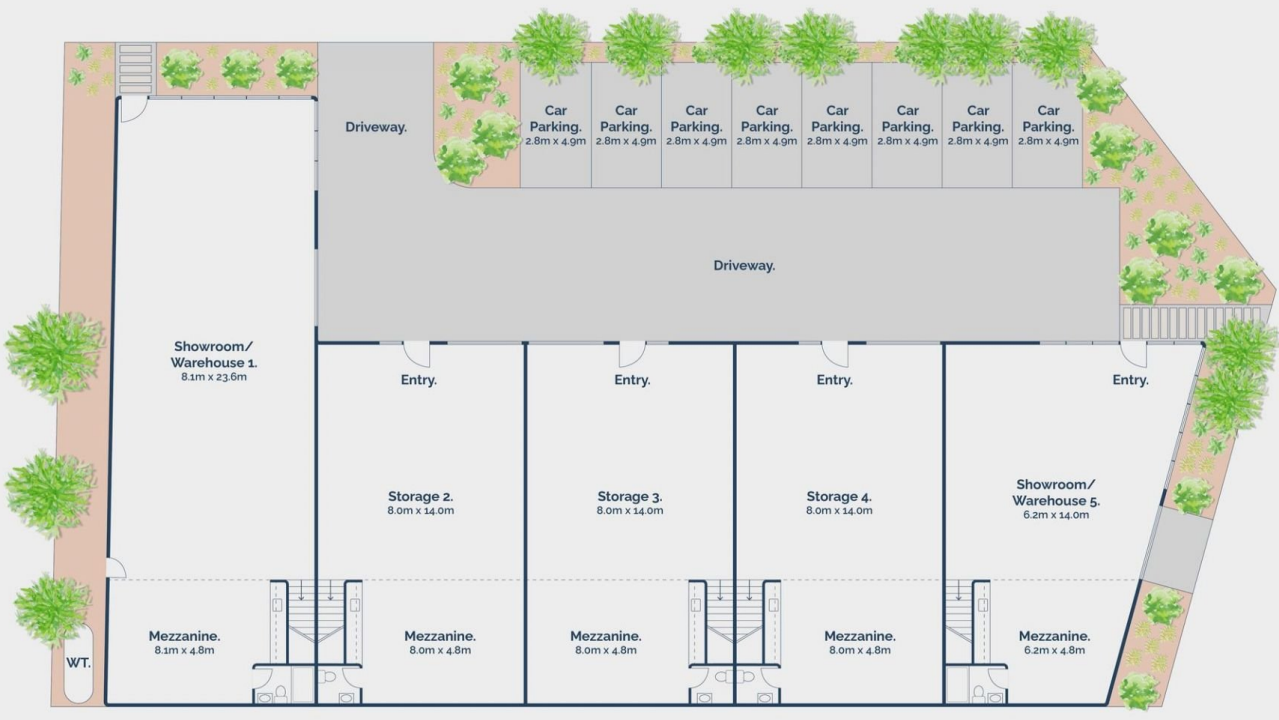 Driveway.
Car
Parking.
2.8m x 4.9m
Car
Parking.
2.8m x 4.9m
Car
Parking.
2.8m x 4.9m
Car
Parking.
2.8m x 4.9m
Car
Parking.
2.8m x 4.9m
Car
Parking.
2.8m x 4.9m
Car
Parking.
2.8m x 4.9m
Car
Parking.
2.8m x 4.9m
Driveway.
Showroom/
Warehouse 1.
8.1m x 23.6m
Entry.
Entry.
Entry.
Entry.
Storage 2.
8.0m x 14.0m
Storage 3.
8.0m x 14.0m
Storage 4.
8.0m x 14.0m
Showroom/
Warehouse 5.
6.2m x 14.0m
Mezzanine.
8.1m x 4.8m
Mezzanine.
8.0m x 4.8m
Mezzanine.
8.0m x 4.8m
Mezzanine.
8.0m x 4.8m
Mezzanine.
6.2m x 4.8m
WT.